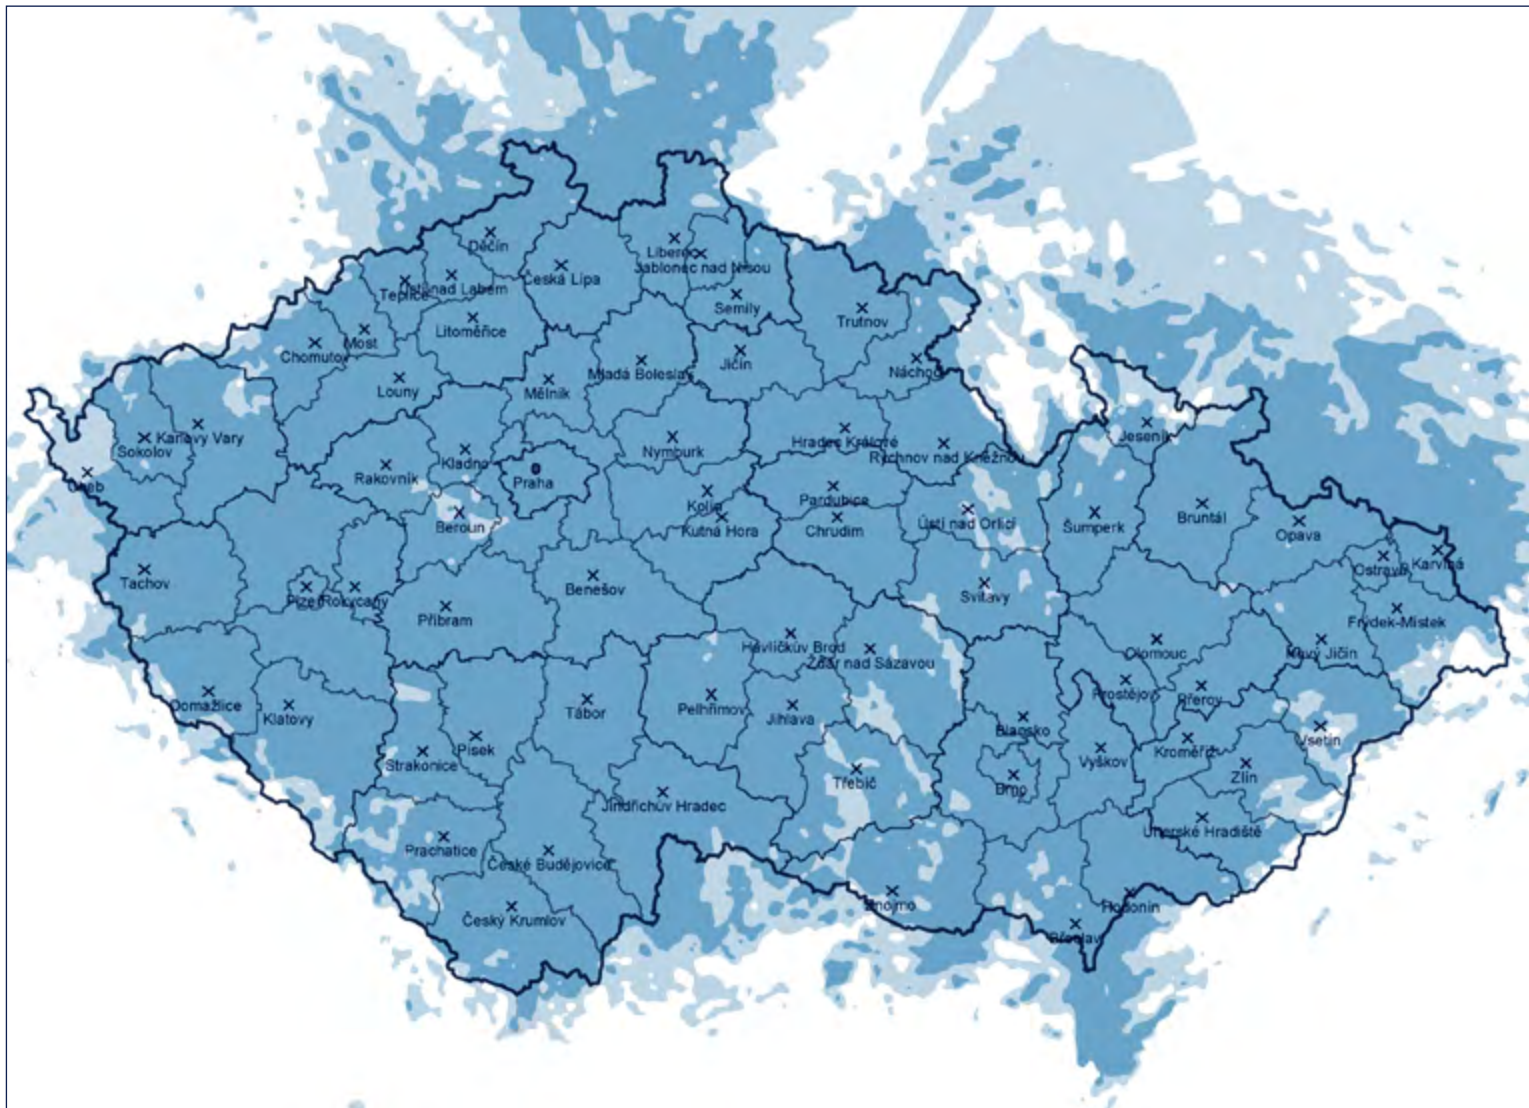 Děčín
Liberec
Jablonec nad Nisou
Česká Lípa
Ústí nad Labem
Teplice
Semily
Trutnov
Litoměřice
Most
Chomutov
Jičín
Náchod
Mladá Boleslav
Louny
Mělník
Jeseník
Karlovy Vary
Sokolov
Hradec Králové
Nymburk
Rychnov nad Kněžnou
Kladno
Rakovník
Praha
Cheb
Pardubice
Kolín
Kutná Hora
Beroun
Chrudim
Ústí nad Orlicí
Šumperk
Bruntál
Opava
Ostrava
Karviná
Tachov
Benešov
Plzeň
Rokycany
Svitavy
Příbram
Frýdek-Místek
Havlíčkův Brod
Žďár nad Sázavou
Olomouc
Nový Jičín
Prostějov
Přerov
Domažlice
Klatovy
Tábor
Pelhřimov
Jihlava
Blansko
Vsetín
Písek
Strakonice
Vyškov
Kroměříž
Zlín
Třebíč
Brno
Jindřichův Hradec
Uherské Hradiště
Prachatice
České Budějovice
Znojmo
Hodonín
Český Krumlov
Břeclav